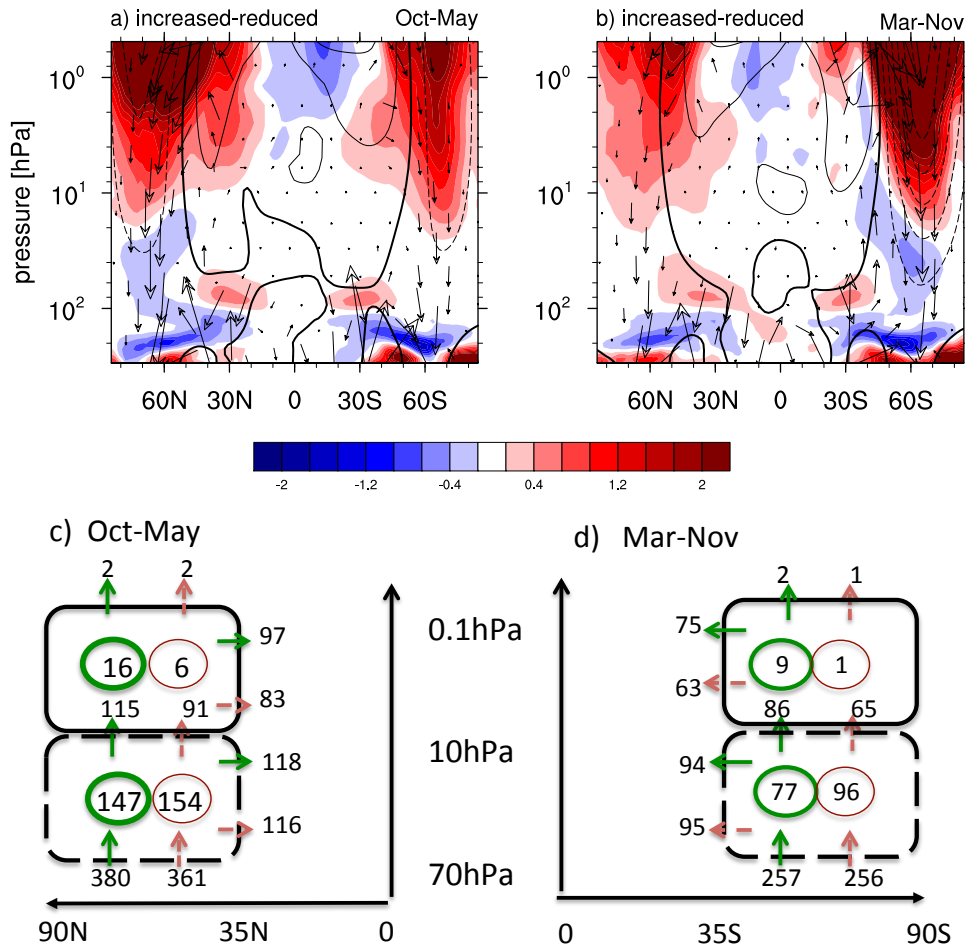 a) increased-reduced Oct-May
b) increased-reduced Mar-Nov
pressure [hPa]
10⁰
10¹
10²
60N 30N 0 30S 60S
10⁰
10¹
10²
60N 30N 0 30S 60S
-2 -1.2 -0.4 0.4 1.2 2
c) Oct-May
2 2
97
16 6
83
115 91
118
147 154
116
380 361
90N 35N 0
0.1hPa
10hPa
70hPa
d) Mar-Nov
2 1
75
9 1
63
86 65
94
77 96
95
257 256
0 35S 90S